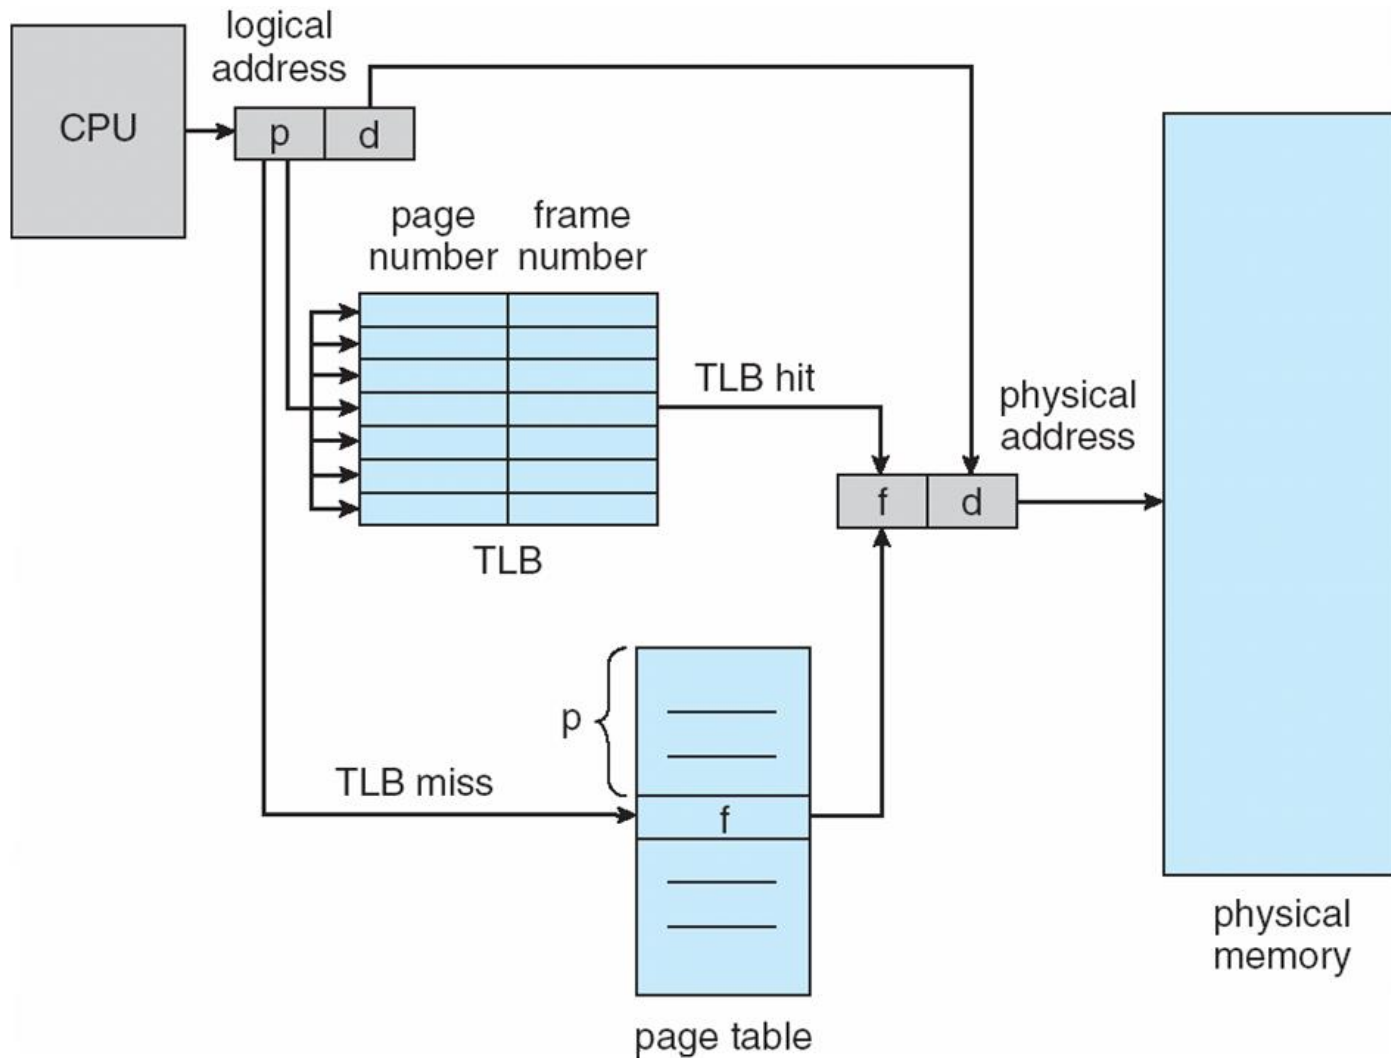 logical
address
CPU
p
d
page
number
frame
number
TLB hit
physical
address
f
d
TLB
p
TLB miss
f
physical
memory
page table